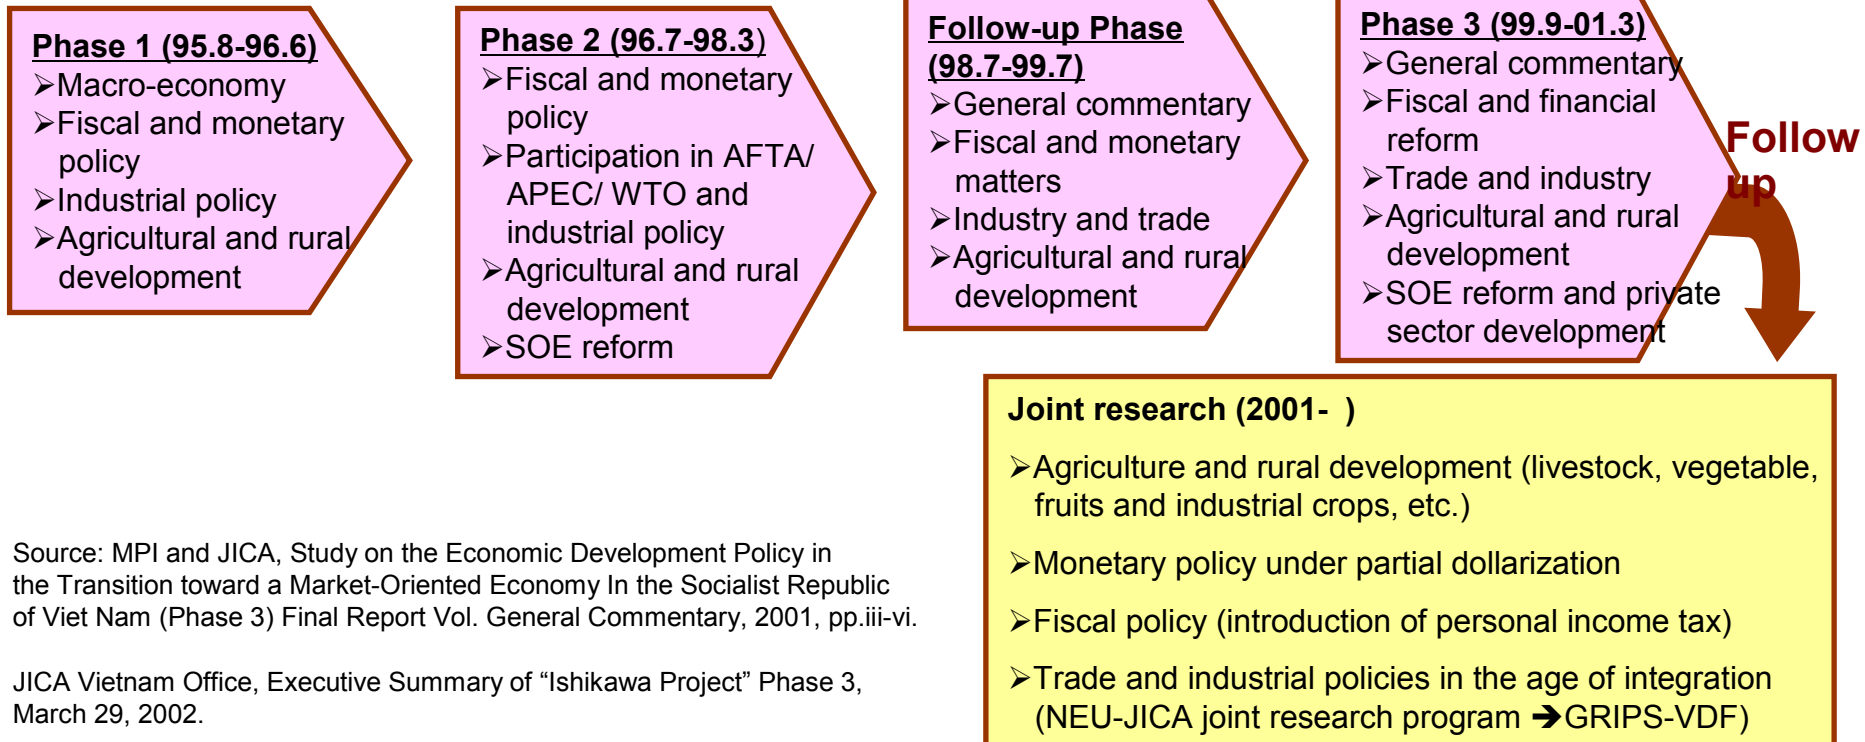 Phase 1 (95.8-96.6)
➢Macro-economy
➢Fiscal and monetary
policy
➢Industrial policy
➢Agricultural and rural
development
Phase 2 (96.7-98.3)
➢Fiscal and monetary
policy
➢Participation in AFTA/
APEC/ WTO and
industrial policy
➢Agricultural and rural
development
➢SOE reform
Follow-up Phase
(98.7-99.7)
➢General commentary
➢Fiscal and monetary
matters
➢Industry and trade
➢Agricultural and rural
development
Phase 3 (99.9-01.3)
➢General commentary
➢Fiscal and financial
reform
➢Trade and industry
➢Agricultural and rural
development
➢SOE reform and private
sector development
Follow
up
Joint research (2001-  )
➢Agriculture and rural development (livestock, vegetable,
fruits and industrial crops, etc.)
➢Monetary policy under partial dollarization
➢Fiscal policy (introduction of personal income tax)
➢Trade and industrial policies in the age of integration
(NEU-JICA joint research program ➔GRIPS-VDF)
Source: MPI and JICA, Study on the Economic Development Policy in
the Transition toward a Market-Oriented Economy In the Socialist Republic
of Viet Nam (Phase 3) Final Report Vol. General Commentary, 2001, pp.iii-vi.
JICA Vietnam Office, Executive Summary of “Ishikawa Project” Phase 3,
March 29, 2002.